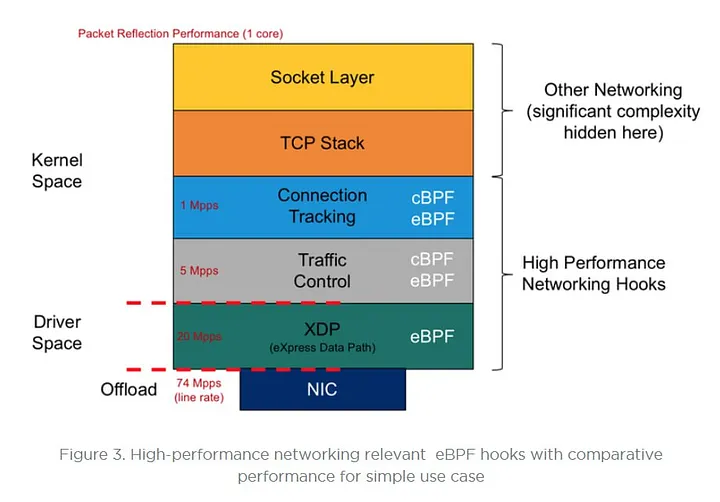 Packet Reflection Performance (1 core)
Socket Layer
TCP Stack
Other Networking
(significant complexity
hidden here)
Kernel
Space
1 Mpps
Connection
Tracking
cBPF
eBPF
5 Mpps
Traffic
Control
cBPF
eBPF
High Performance
Networking Hooks
Driver
Space
20 Mpps
XDP
(eXpress Data Path)
eBPF
Offload
74 Mpps
(line rate)
NIC
Figure 3. High-performance networking relevant eBPF hooks with comparative
performance for simple use case